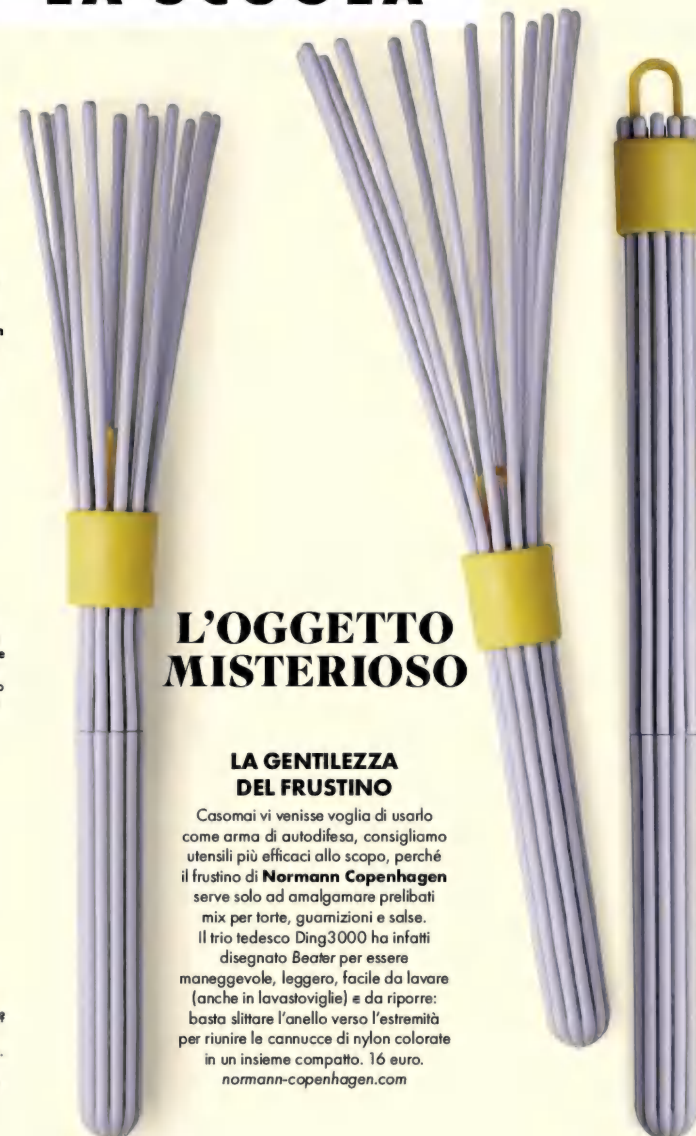 LA SCUOLA
L'OGGETTO
MISTERIOSO
LA GENTILEZZA
DEL FRUSTINO
Casomai vi venisse voglia di usarlo
come arma di autodifesa, consigliamo
utensili più efficaci allo scopo, perché
il frustino di Normann Copenhagen
serve solo ad amalgamare prelibati
mix per torte, guarnizioni e salse.
Il trio tedesco Ding3000 ha infatti
disegnato Beater per essere
maneggevole, leggero, facile da lavare
(anche in lavastoviglie) e da riporre:
basta slittare l'anello verso l'estremità
per riunire le cannucce di nylon colorate
in un insieme compatto. 16 euro.
normann-copenhagen.com